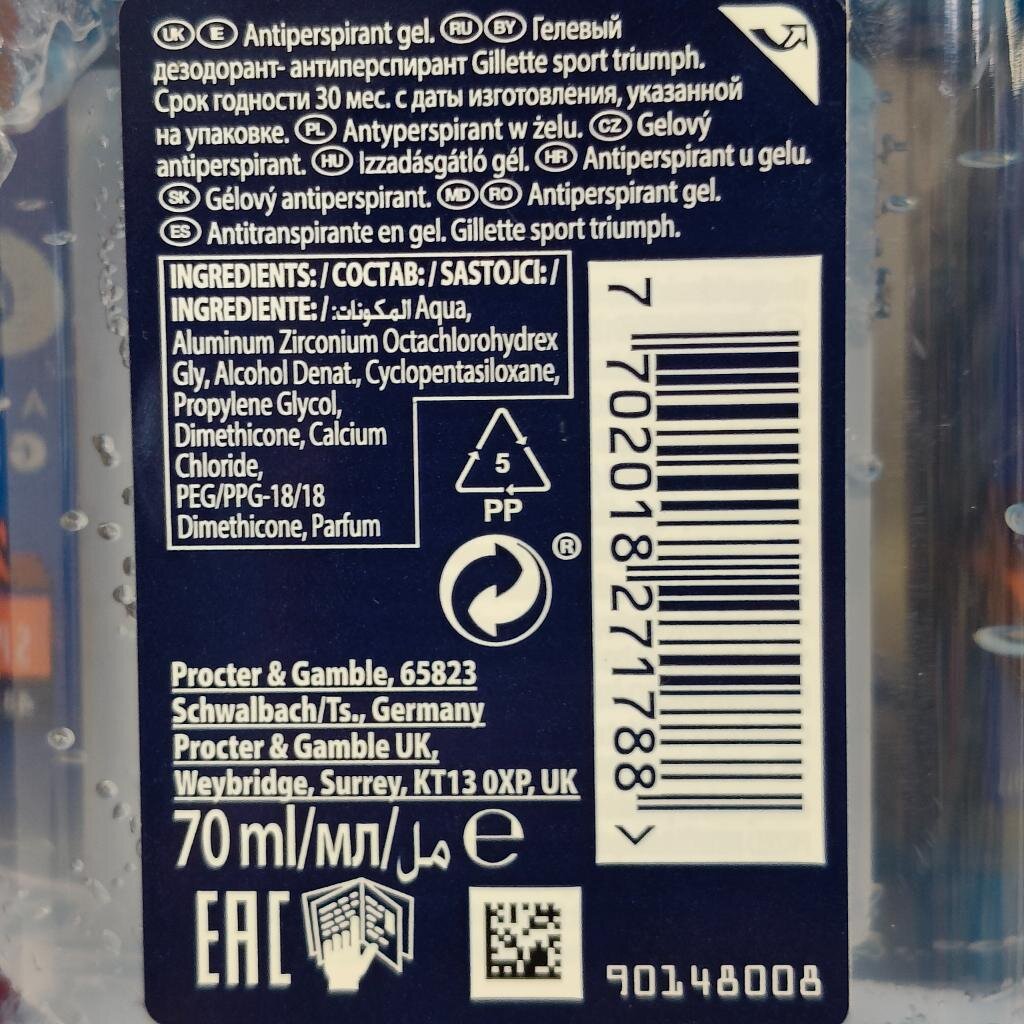 UK E Antiperspirant gel. RU BY Гелевый
дезодорант- антиперспирант Gillette sport triumph.
Срок годности 30 мес. с даты изготовления, указанной
на упаковке. PL Antyperspirant w żelu. CZ Gelový
antiperspirant. HU Izzadásgátló gél. HR Antiperspirant u gelu.
SK Gélový antiperspirant. MD RO Antiperspirant gel.
ES Antitranspirante en gel. Gillette sport triumph.
INGREDIENTS: / СОСТАВ: / SASTOJCI: /
INGREDIENTE: / المكونات: Aqua,
Aluminum Zirconium Octachlorohydrex
Gly, Alcohol Denat., Cyclopentasiloxane,
Propylene Glycol,
Dimethicone, Calcium
Chloride,
PEG/PPG-18/18
Dimethicone, Parfum
5
PP
®
7 702018 271788 >
Procter & Gamble, 65823
Schwalbach/Ts., Germany
Procter & Gamble UK,
Weybridge, Surrey, KT13 0XP, UK
70 ml/мл/مل e
EAC
90148008